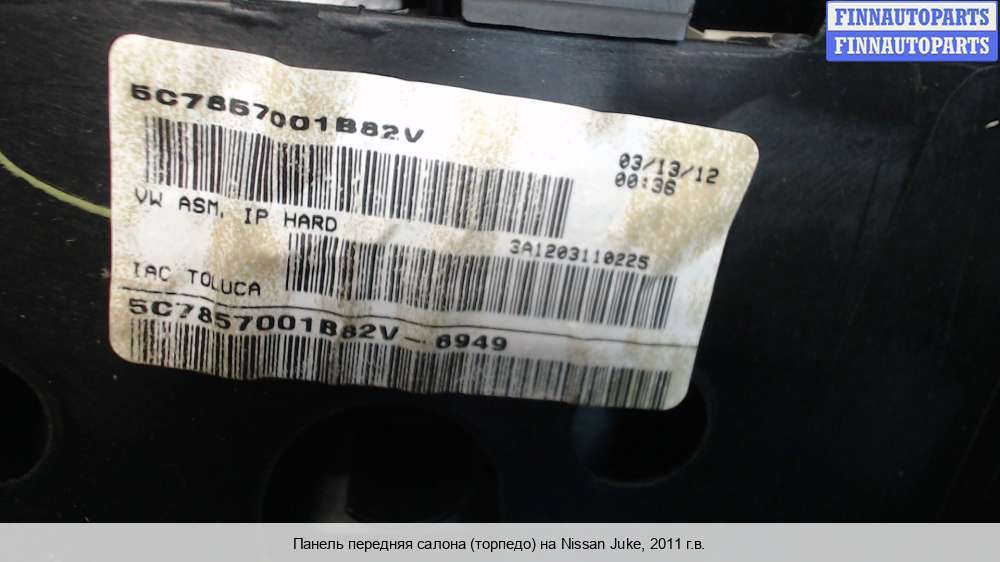 FINNAUTOPARTS
FINNAUTOPARTS
5C7857001B82V
03/13/12
00:36
VW ASM, IP HARD
3A1203110225
IAC TOLUCA
5C7857001B82V- 6949
Панель передняя салона (торпедо) на Nissan Juke, 2011 г.в.